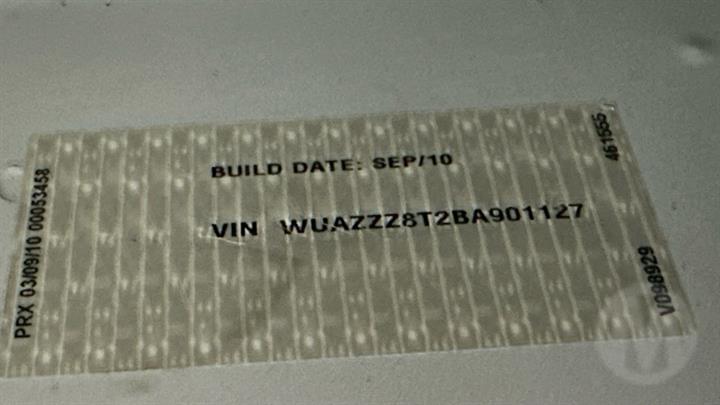 BUILD DATE: SEP/10
VIN WUAZZZ8T2BA901127
PRX 03/09/10 00053458
461555
V098929